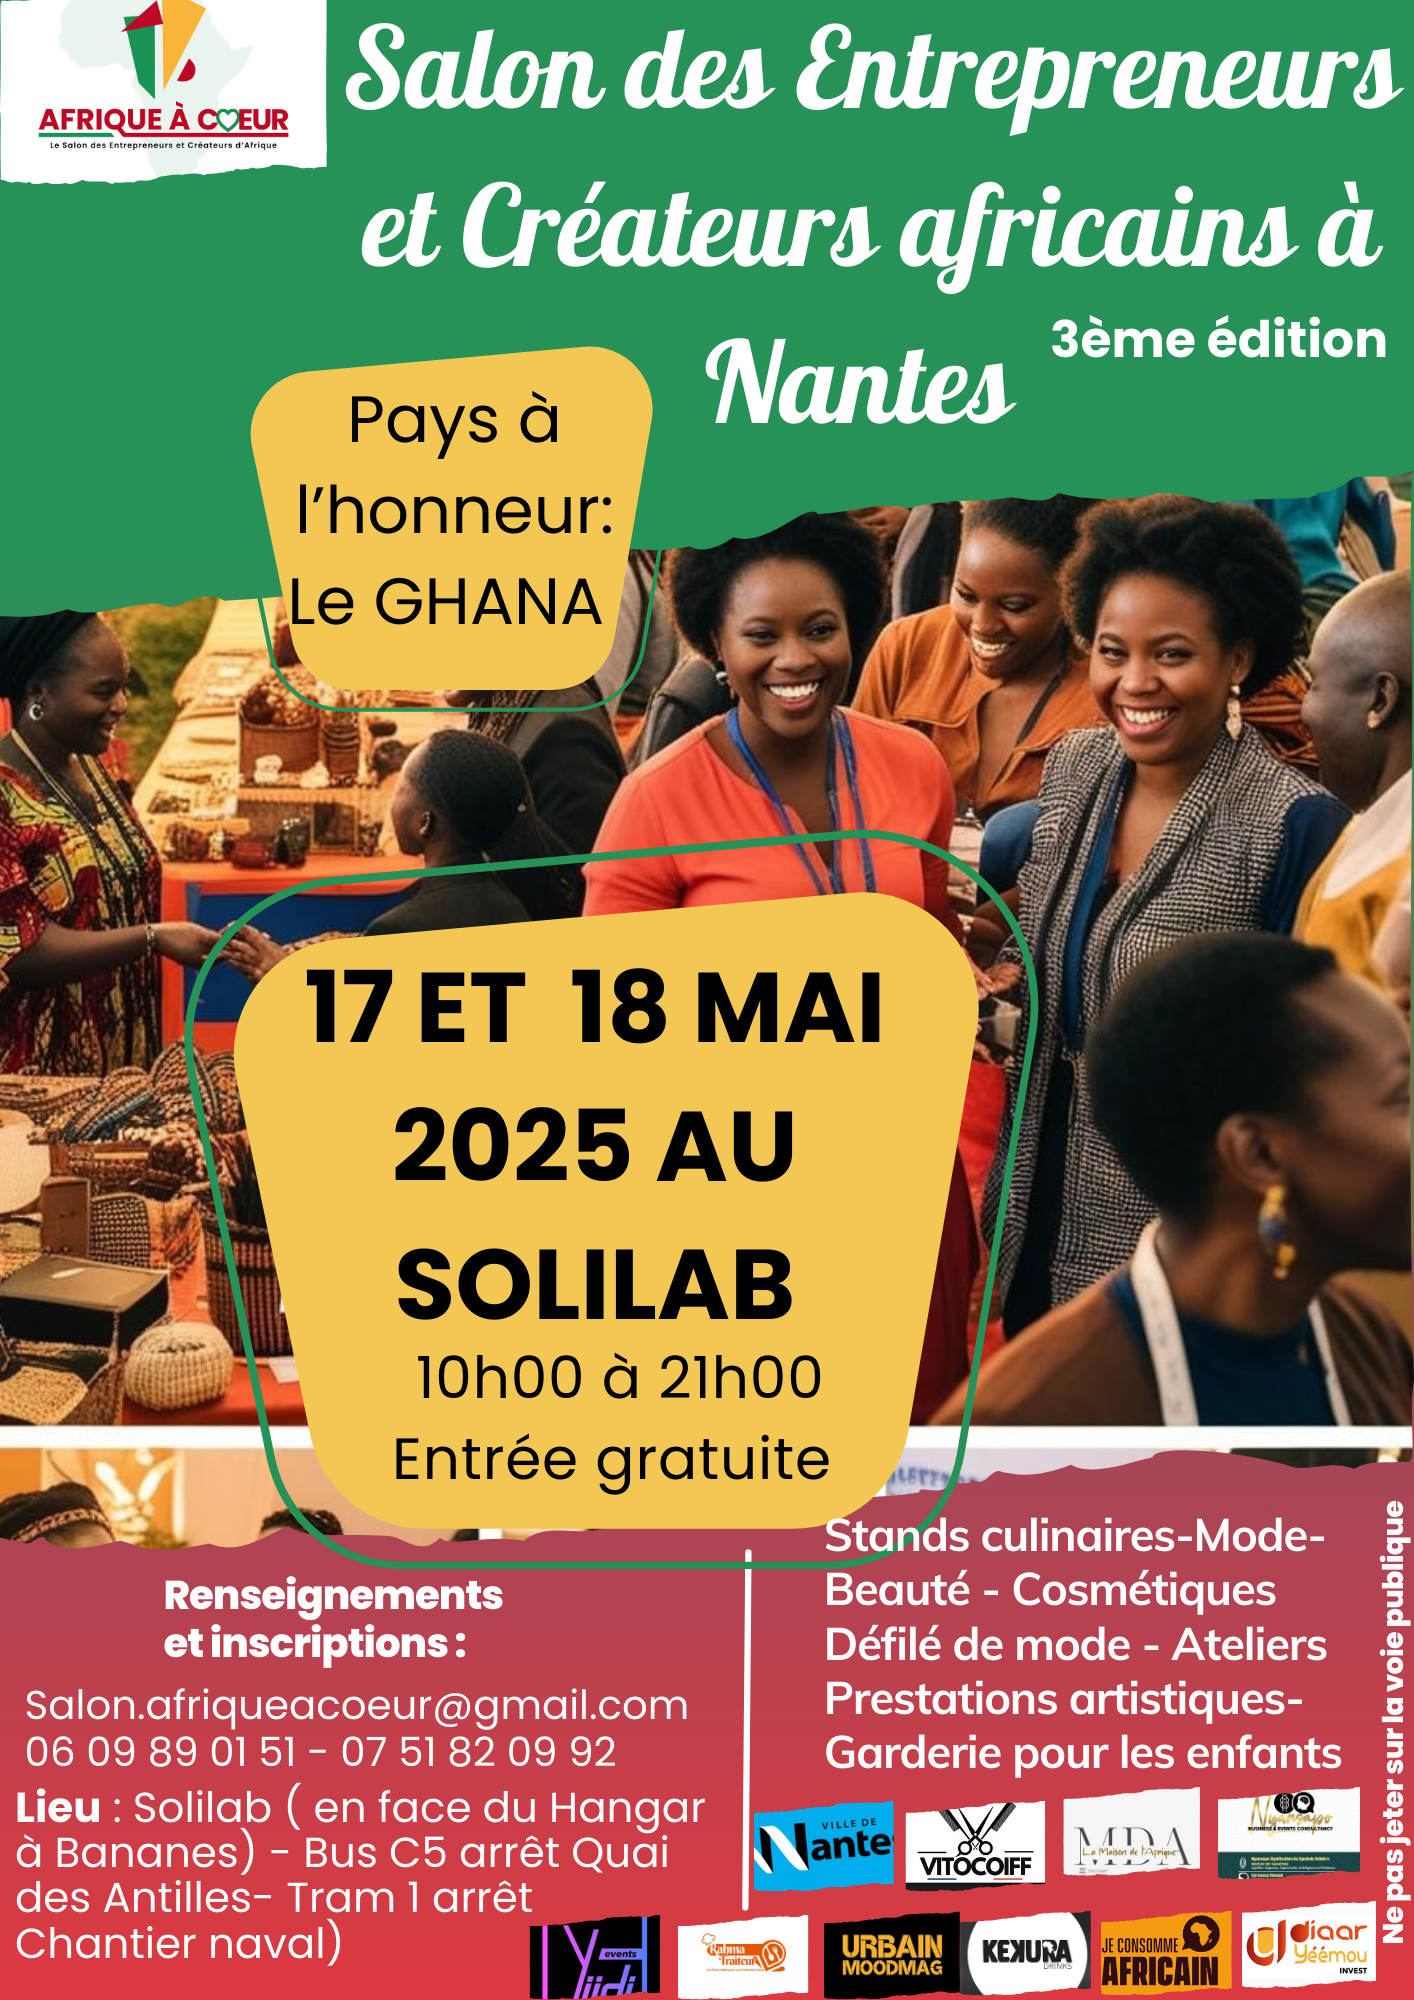 AFRIQUE À CŒUR
Le Salon des Entrepreneurs et Créateurs d'Afrique
Salon des Entrepreneurs
et Créateurs africains à
Nantes
3ème édition
Pays à
l'honneur:
Le GHANA
17 ET 18 MAI
2025 AU
SOLILAB
10h00 à 21h00
Entrée gratuite
Renseignements
et inscriptions :
Salon.afriqueacoeur@gmail.com
06 09 89 01 51 - 07 51 82 09 92
Lieu : Solilab ( en face du Hangar
à Bananes) - Bus C5 arrêt Quai
des Antilles- Tram 1 arrêt
Chantier naval)
Stands culinaires-Mode-
Beauté - Cosmétiques
Défilé de mode - Ateliers
Prestations artistiques-
Garderie pour les enfants
Ne pas jeter sur la voie publique
VILLE DE
Nantes
VITOCOIFF
MDA
La Maison de l'Afrique
Nyansapo
BUSINESS & EVENTS CONSULTANCY
Yiidi
events
Rahma
Traiteur
URBAIN
MOODMAG
KEKURA
DRINKS
JE CONSOMME
AFRICAIN
diaar
yéémou
INVEST